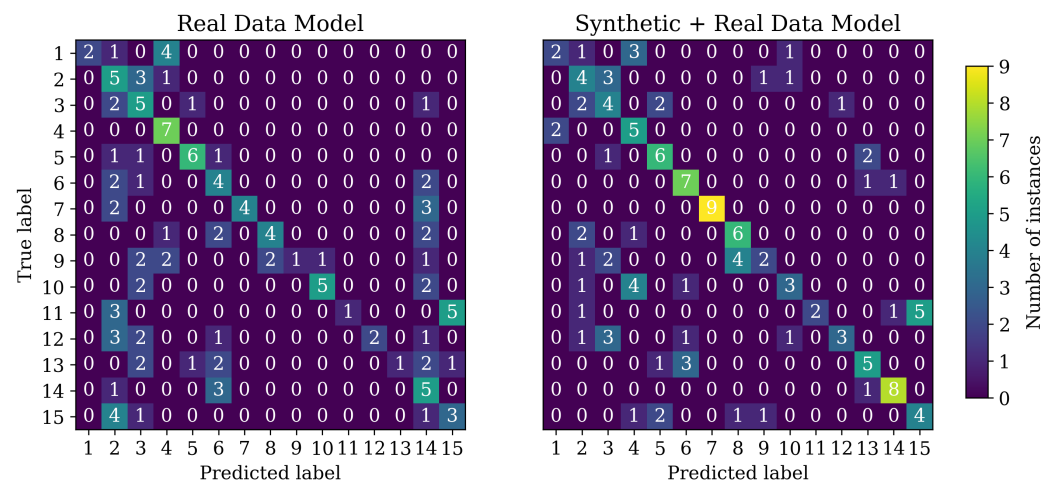 Real Data Model
Synthetic + Real Data Model
1 2 1 0 4 0 0 0 0 0 0 0 0 0 0 0
2 0 5 3 1 0 0 0 0 0 0 0 0 0 0 0
3 0 2 5 0 1 0 0 0 0 0 0 0 0 1 0
4 0 0 0 7 0 0 0 0 0 0 0 0 0 0 0
5 0 1 1 0 6 1 0 0 0 0 0 0 0 0 0
6 0 2 1 0 0 4 0 0 0 0 0 0 0 2 0
7 0 2 0 0 0 0 4 0 0 0 0 0 0 3 0
8 0 0 0 1 0 2 0 4 0 0 0 0 0 2 0
9 0 0 2 2 0 0 0 2 1 1 0 0 0 1 0
10 0 0 2 0 0 0 0 0 0 5 0 0 0 2 0
11 0 3 0 0 0 0 0 0 0 0 1 0 0 0 5
12 0 3 2 0 0 1 0 0 0 0 0 2 0 1 0
13 0 0 2 0 1 2 0 0 0 0 0 0 1 2 1
14 0 1 0 0 0 3 0 0 0 0 0 0 0 5 0
15 0 4 1 0 0 0 0 0 0 0 0 0 0 1 3
1 2 3 4 5 6 7 8 9 10 11 12 13 14 15
Predicted label
True label
2 1 0 3 0 0 0 0 0 1 0 0 0 0 0
0 4 3 0 0 0 0 0 1 1 0 0 0 0 0
0 2 4 0 2 0 0 0 0 0 0 1 0 0 0
2 0 0 5 0 0 0 0 0 0 0 0 0 0 0
0 0 1 0 6 0 0 0 0 0 0 0 2 0 0
0 0 0 0 0 7 0 0 0 0 0 0 1 1 0
0 0 0 0 0 0 9 0 0 0 0 0 0 0 0
0 2 0 1 0 0 0 6 0 0 0 0 0 0 0
0 1 2 0 0 0 0 4 2 0 0 0 0 0 0
0 1 0 4 0 1 0 0 0 3 0 0 0 0 0
0 1 0 0 0 0 0 0 0 0 2 0 0 1 5
0 1 3 0 0 1 0 0 0 1 0 3 0 0 0
0 0 0 0 1 3 0 0 0 0 0 0 5 0 0
0 0 0 0 0 0 0 0 0 0 0 0 1 8 0
0 0 0 1 2 0 0 1 1 0 0 0 0 0 4
1 2 3 4 5 6 7 8 9 10 11 12 13 14 15
Predicted label
9
8
7
6
5
4
3
2
1
0
Number of instances